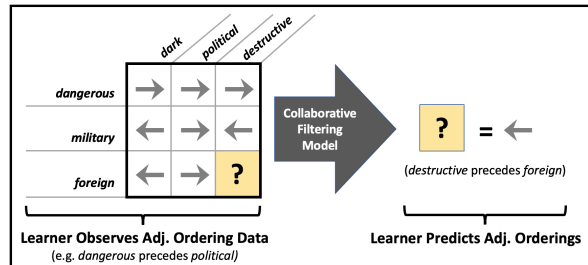 dark
political
destructive
dangerous
military
foreign
?
Collaborative
Filtering
Model
? =
(destructive precedes foreign)
Learner Observes Adj. Ordering Data
(e.g. dangerous precedes political)
Learner Predicts Adj. Orderings